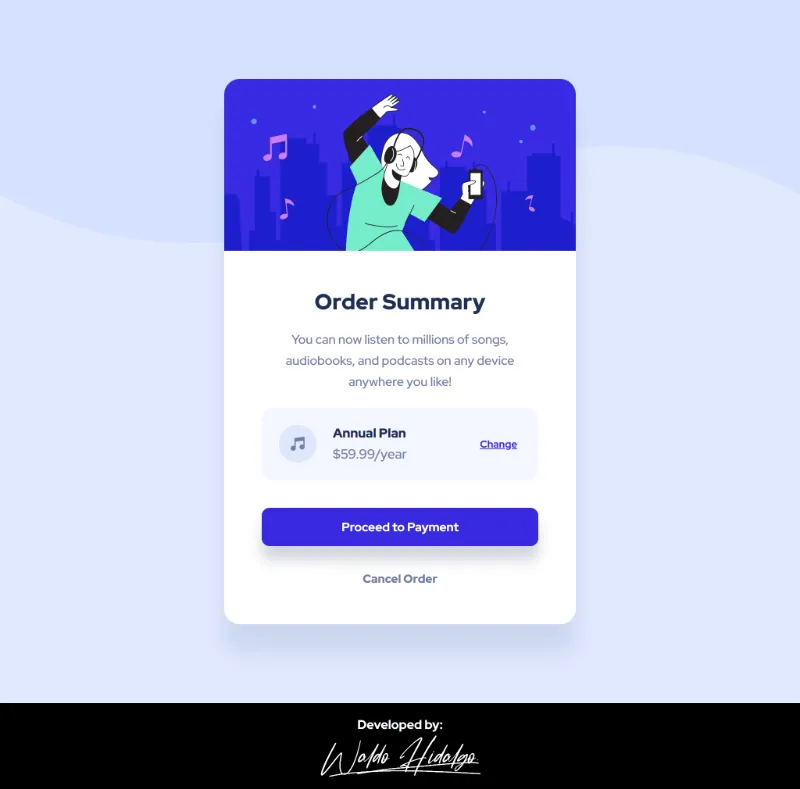 Order Summary
You can now listen to millions of songs,
audiobooks, and podcasts on any device
anywhere you like!
Annual Plan
$59.99/year
Change
Proceed to Payment
Cancel Order
Developed by:
Waldo Hidalgo